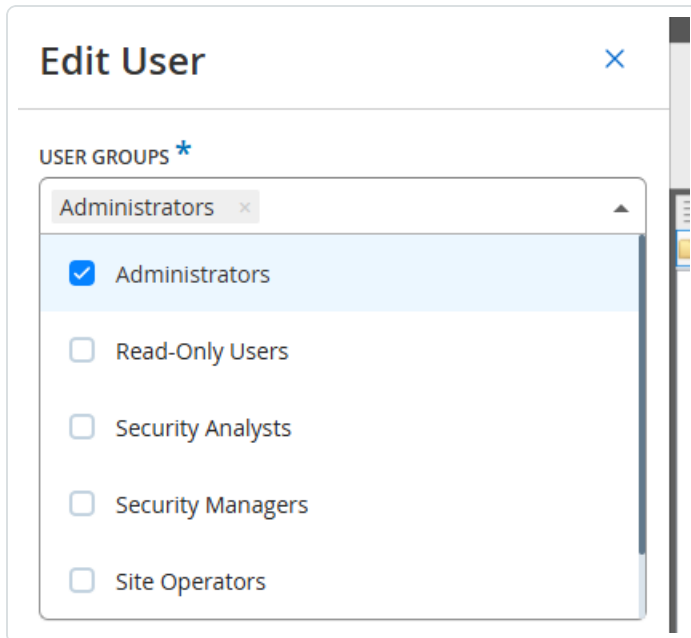 Edit User
USER GROUPS *
Administrators ×
Administrators
Read-Only Users
Security Analysts
Security Managers
Site Operators